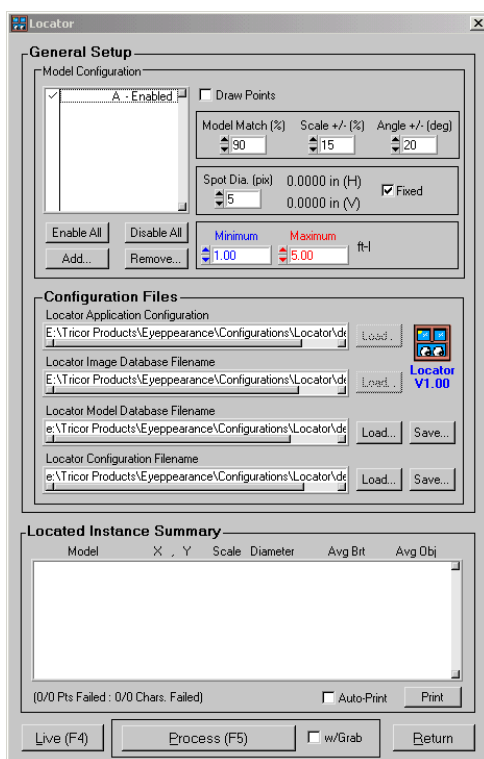 Locator
General Setup
Model Configuration
A - Enabled
Draw Points
Model Match (%) Scale +/- (%) Angle +/- (deg)
90 15 20
Spot Dia. (pix) 0.0000 in (H)
5 0.0000 in (V) Fixed
Enable All Disable All
Add... Remove...
Minimum Maximum
1.00 5.00 ft-l
Configuration Files
Locator Application Configuration
E:\Tricor Products\Eyeppearance\Configurations\Locator\de Load..
Locator Image Database Filename
E:\Tricor Products\Eyeppearance\Configurations\Locator\de Load...
Locator V1.00
Locator Model Database Filename
e:\Tricor Products\Eyeppearance\Configurations\Locator\de Load... Save...
Locator Configuration Filename
e:\Tricor Products\Eyeppearance\Configurations\Locator\de Load... Save...
Located Instance Summary
Model X , Y Scale Diameter Avg Brt Avg Obj
(0/0 Pts Failed : 0/0 Chars. Failed) Auto-Print Print
Live (F4) Process (F5) w/Grab Return